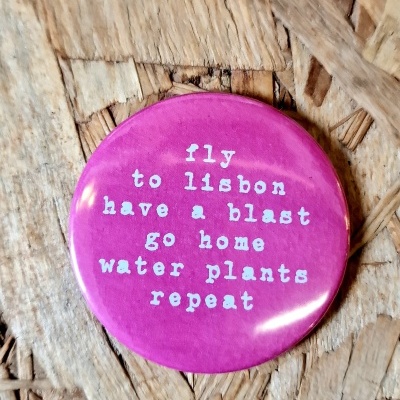 fly
to lisbon
have a blast
go home
water plants
repeat